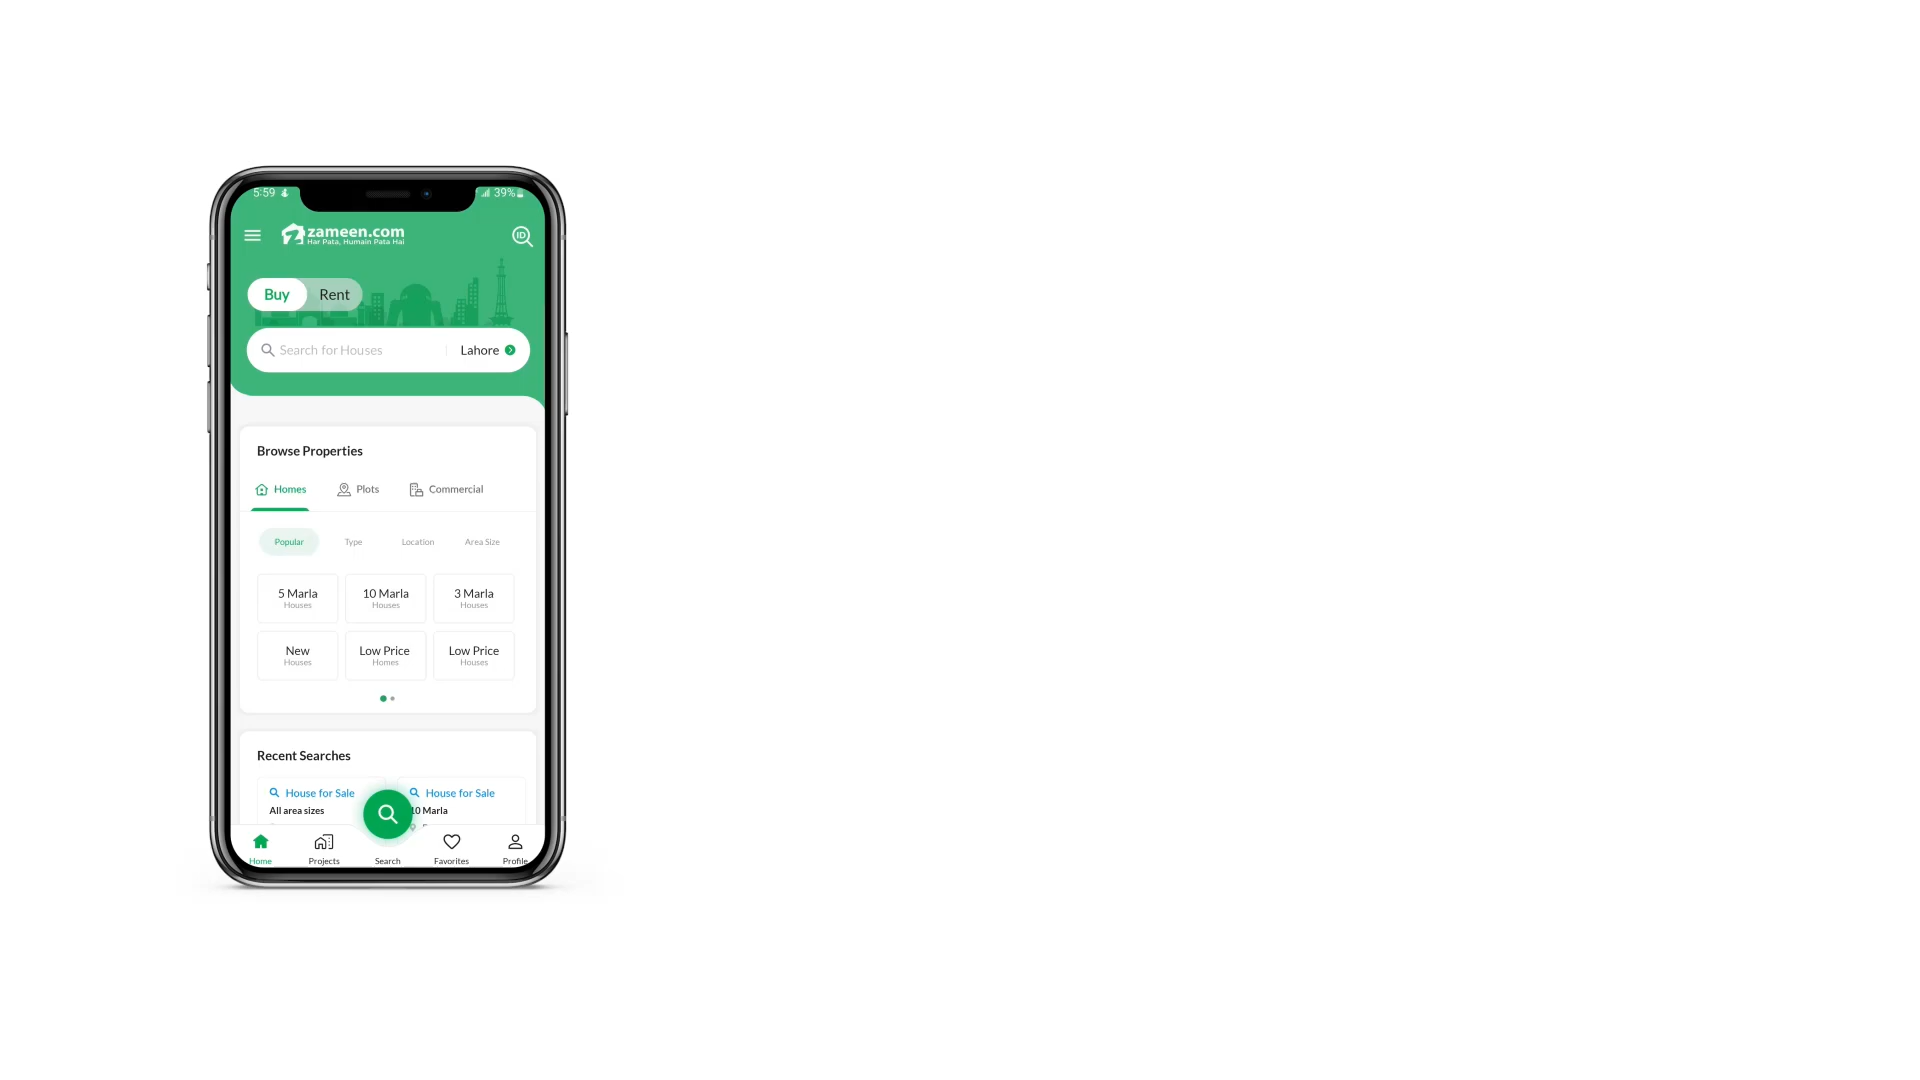 5:59 39%
zameen.com
Har Pata, Humain Pata Hai
ID
Buy Rent
Search for Houses Lahore
Browse Properties
Homes Plots Commercial
Popular Type Location Area Size
5 Marla 10 Marla 3 Marla
Houses Houses Houses
New Low Price Low Price
Houses Homes Houses
Recent Searches
House for Sale House for Sale
All area sizes 10 Marla
Home Projects Search Favorites Profile